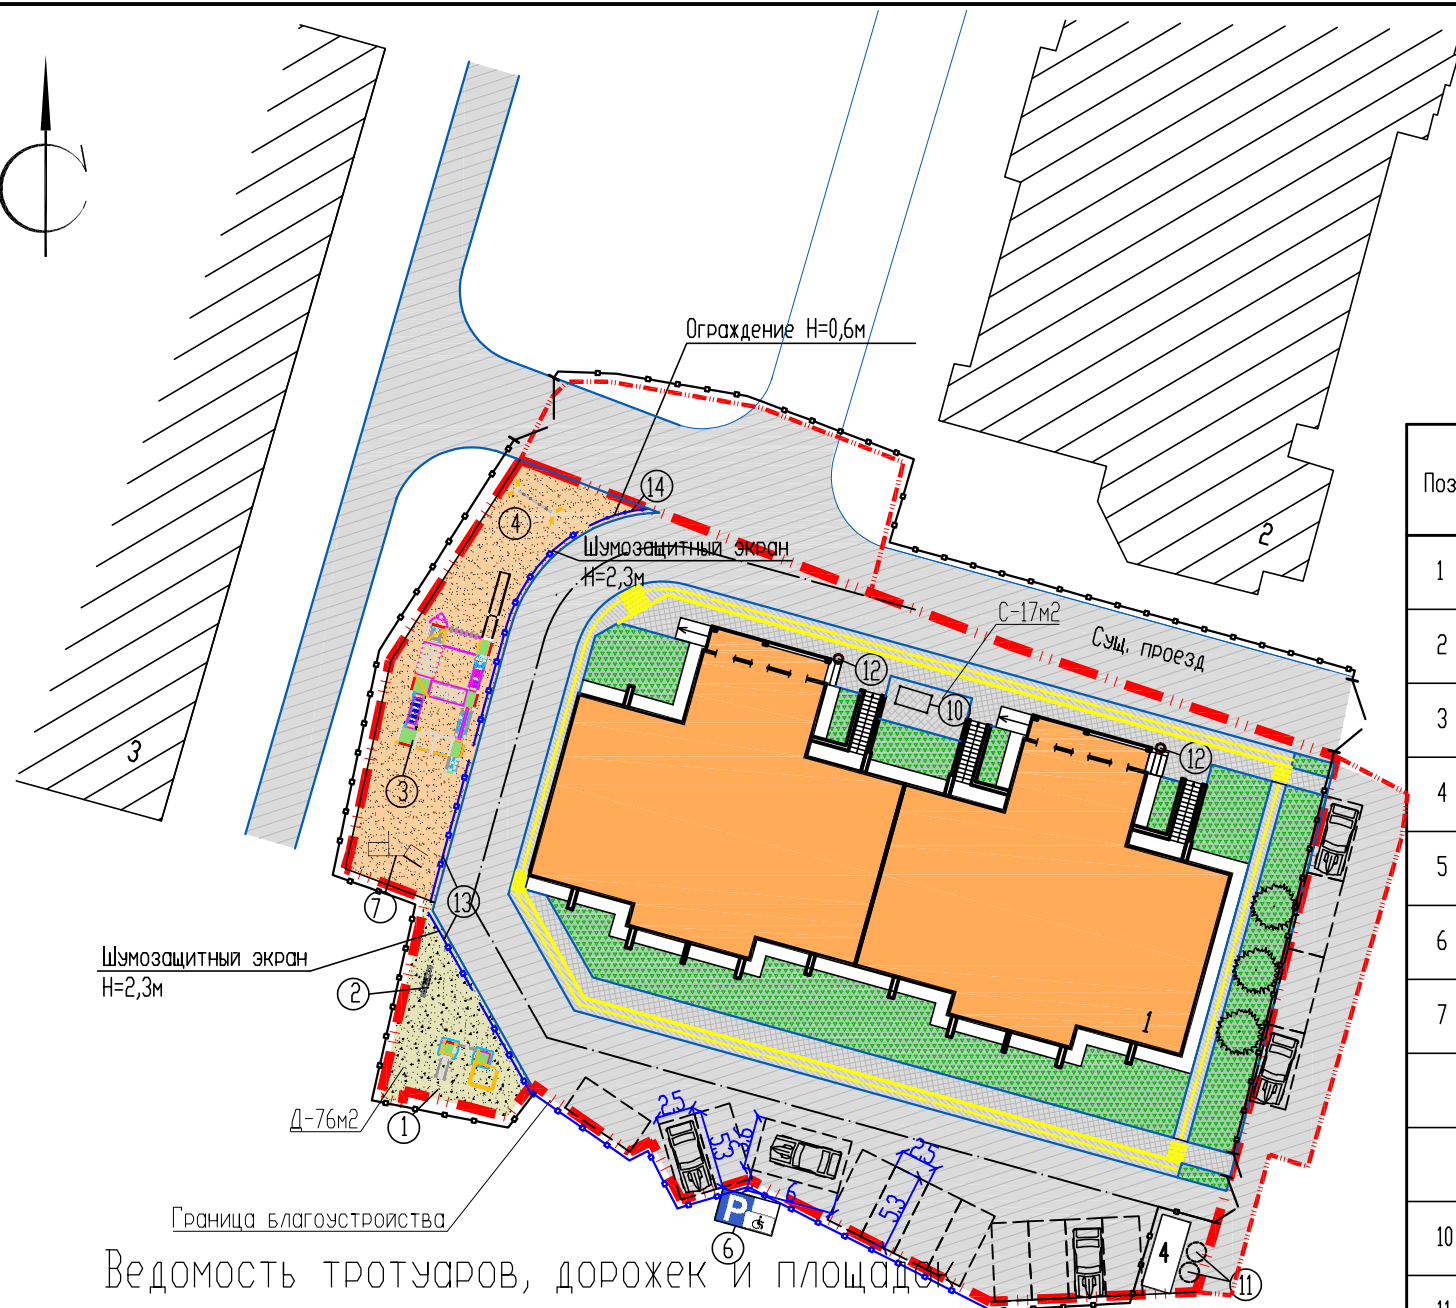 Ограждение Н=0,6м
2
Поз
14
4
Шумозащитный экран
Н=2,3м
1
С-17м2
Сущ. проезд
2
12
10
3
3
12
3
4
5
7
13
6
Шумозащитный экран
Н=2,3м
2
1
7
Д-76м2
1
2.5
5.3
3.6
2.5
5.3
6
P
Граница благоустройства
6
4
10
11
Ведомость тротуаров, дорожек и площадок
11